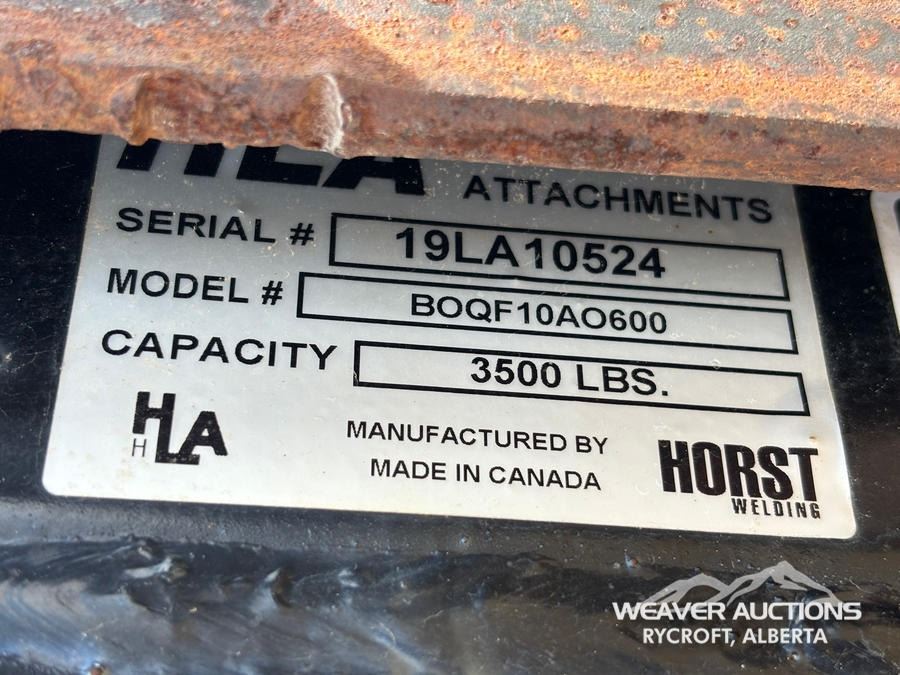 HLA ATTACHMENTS
SERIAL # 19LA10524
MODEL # BOQF10AO600
CAPACITY 3500 LBS.
HLA
H
MANUFACTURED BY
MADE IN CANADA
HORST
WELDING
WEAVER AUCTIONS
RYCROFT, ALBERTA